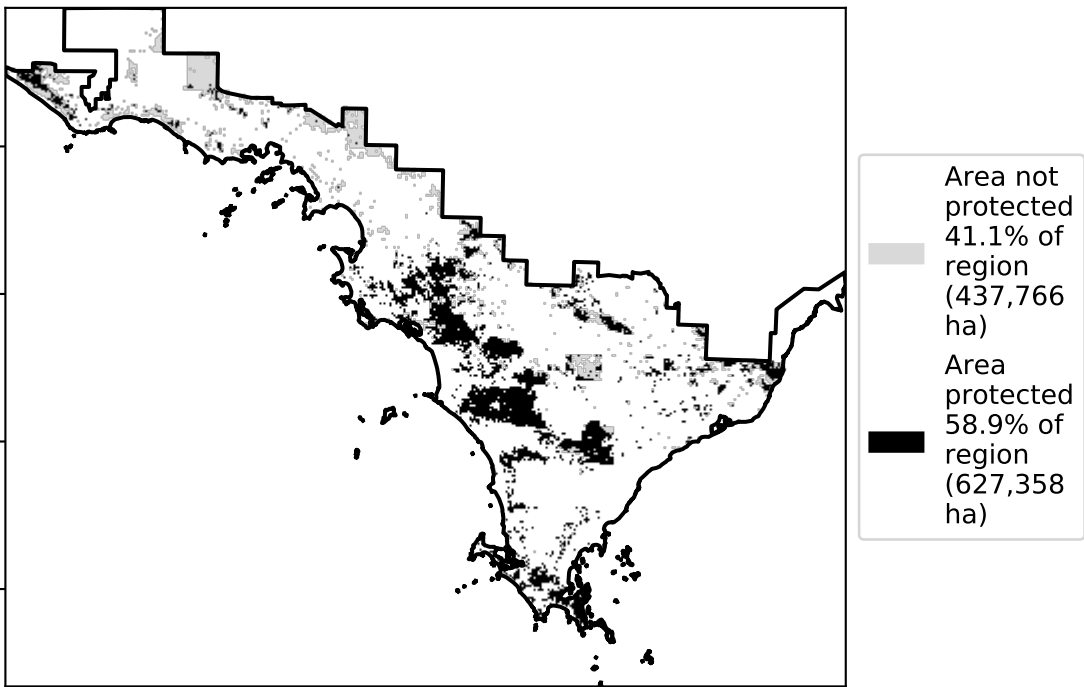 Area not
protected
41.1% of
region
(437,766
ha)
Area
protected
58.9% of
region
(627,358
ha)